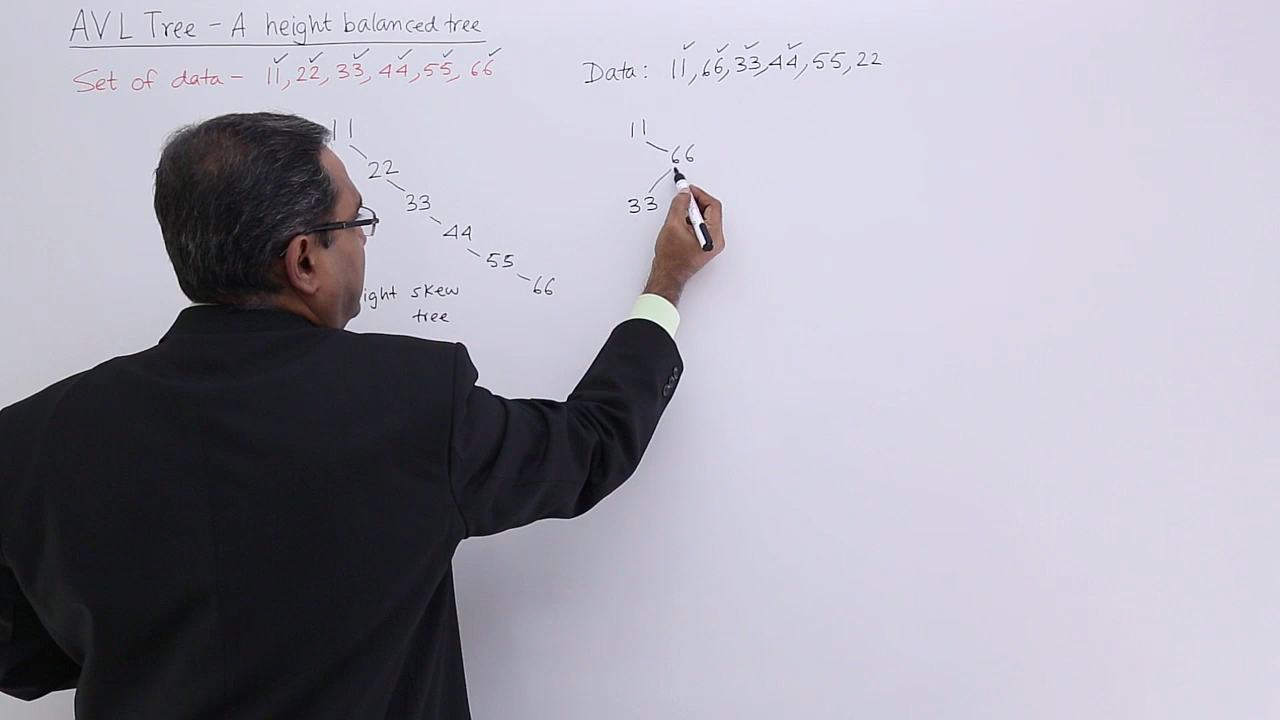 AVL Tree - A height balanced tree
Set of data - 11, 22, 33, 44, 55, 66
Data: 11, 66, 33, 44, 55, 22
11
22
33
44
55
66
skew
tree
11
66
33